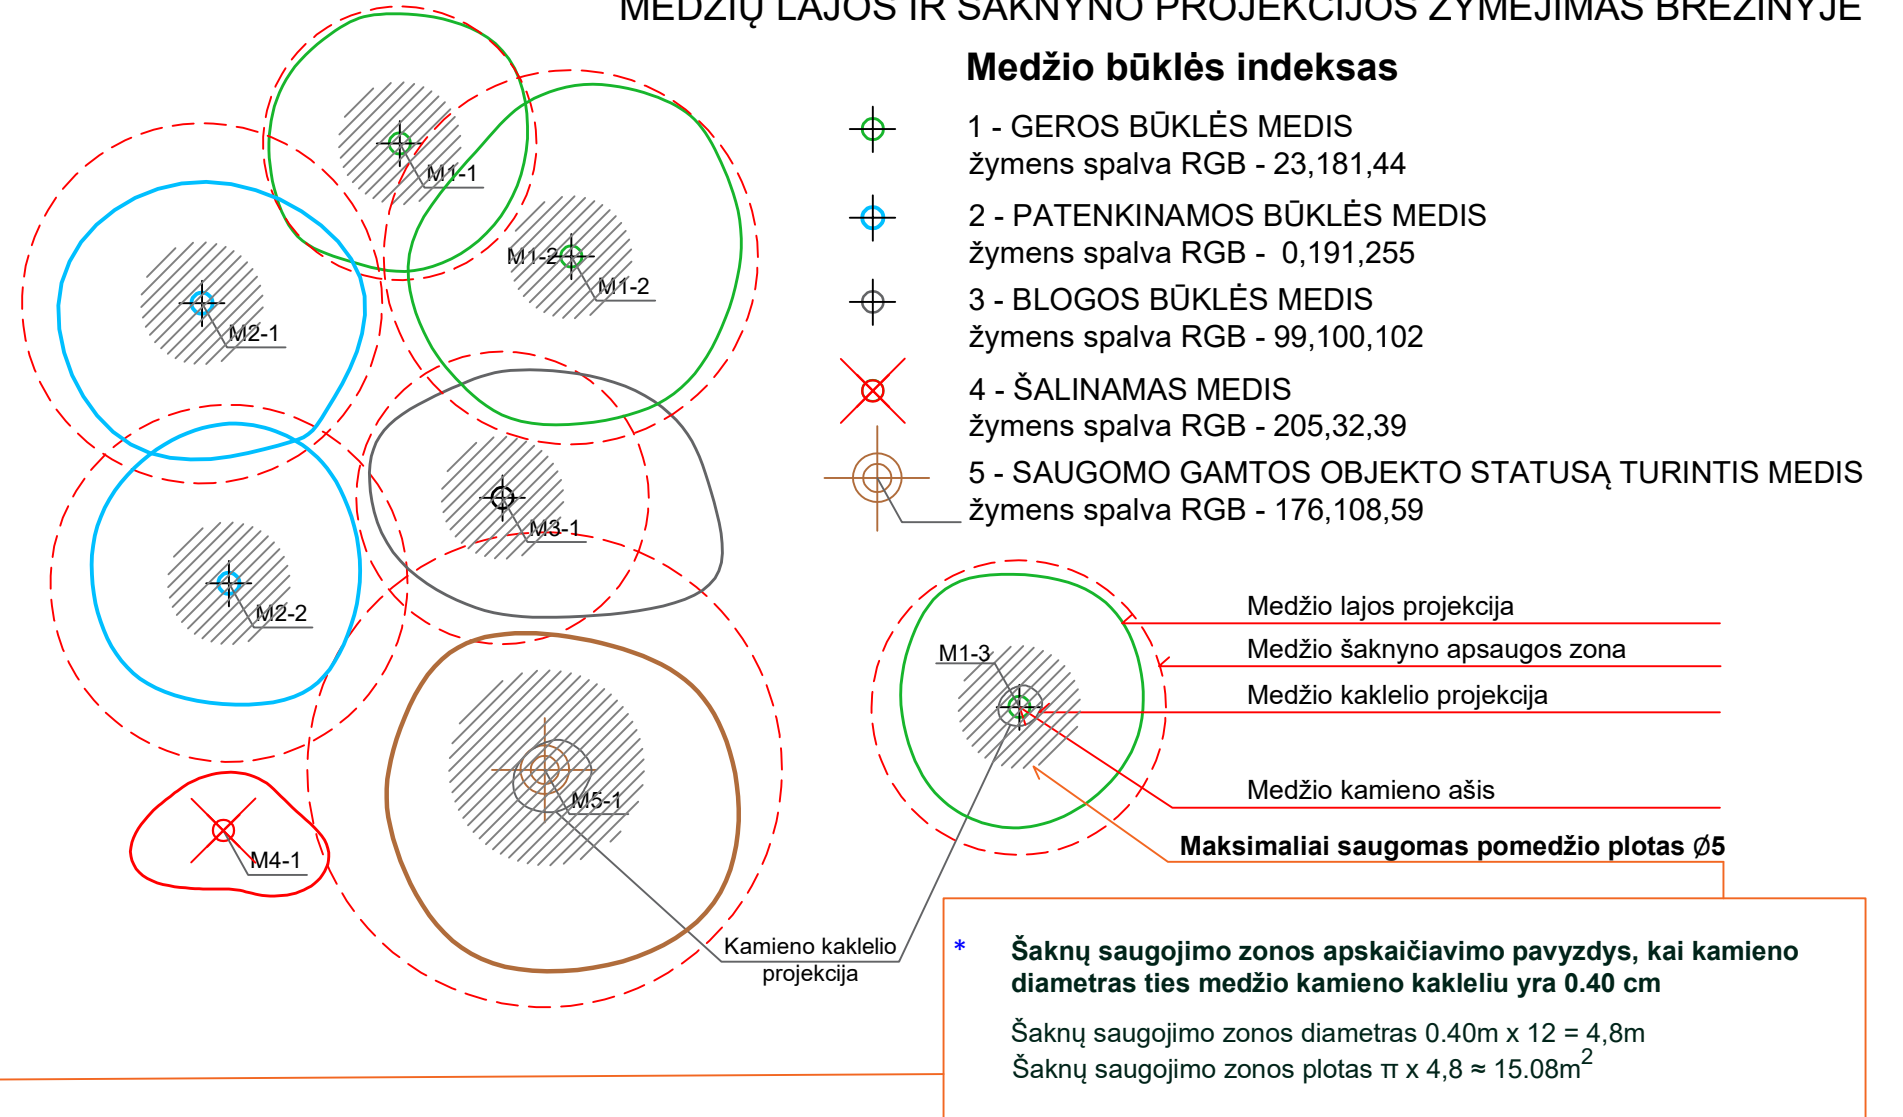 MEDŽIŲ LAJOS IR ŠAKNYNO PROJEKCIJOS ŽYMĖJIMAS BRĖŽINYJE
Medžio būklės indeksas
1 - GEROS BŪKLĖS MEDIS
žymens spalva RGB - 23,181,44
2 - PATENKINAMOS BŪKLĖS MEDIS
žymens spalva RGB - 0,191,255
3 - BLOGOS BŪKLĖS MEDIS
žymens spalva RGB - 99,100,102
4 - ŠALINAMAS MEDIS
žymens spalva RGB - 205,32,39
5 - SAUGOMO GAMTOS OBJEKTO STATUSĄ TURINTIS MEDIS
žymens spalva RGB - 176,108,59
M1-1
M1-2
M1-2
M2-1
M3-1
M2-2
M5-1
M4-1
Kamieno kaklelio
projekcija
M1-3
Medžio lajos projekcija
Medžio šaknyno apsaugos zona
Medžio kaklelio projekcija
Medžio kamieno ašis
Maksimaliai saugomas pomedžio plotas Ø5
* Šaknų saugojimo zonos apskaičiavimo pavyzdys, kai kamieno
diametras ties medžio kamieno kakleliu yra 0.40 cm
Šaknų saugojimo zonos diametras 0.40m x 12 = 4,8m
Šaknų saugojimo zonos plotas π x 4,8 ≈ 15.08m²